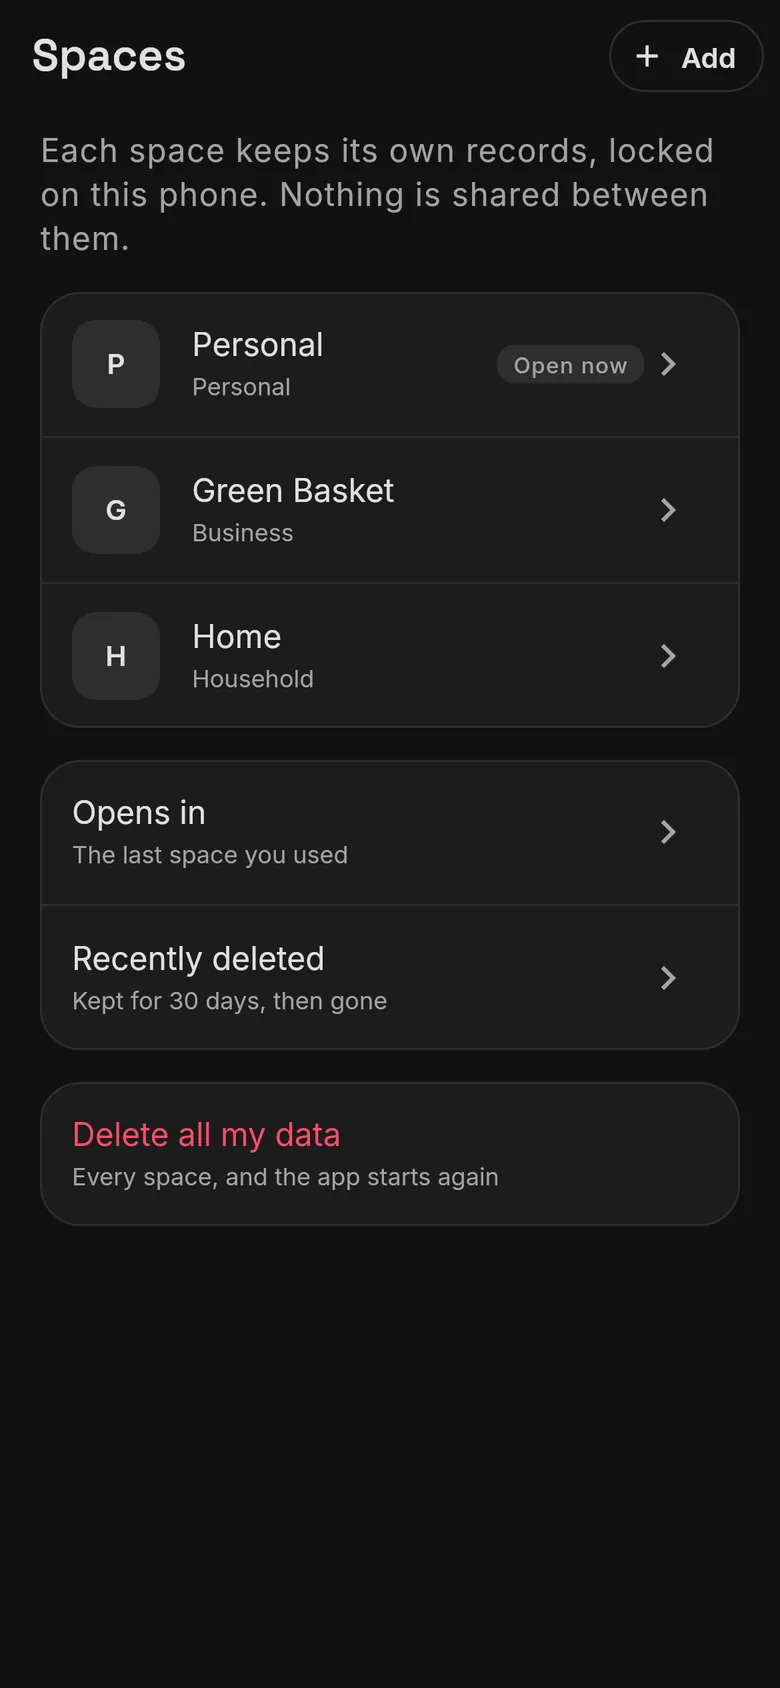 Spaces
+ Add
Each space keeps its own records, locked
on this phone. Nothing is shared between
them.
P
Personal
Personal
Open now
G
Green Basket
Business
H
Home
Household
Opens in
The last space you used
Recently deleted
Kept for 30 days, then gone
Delete all my data
Every space, and the app starts again